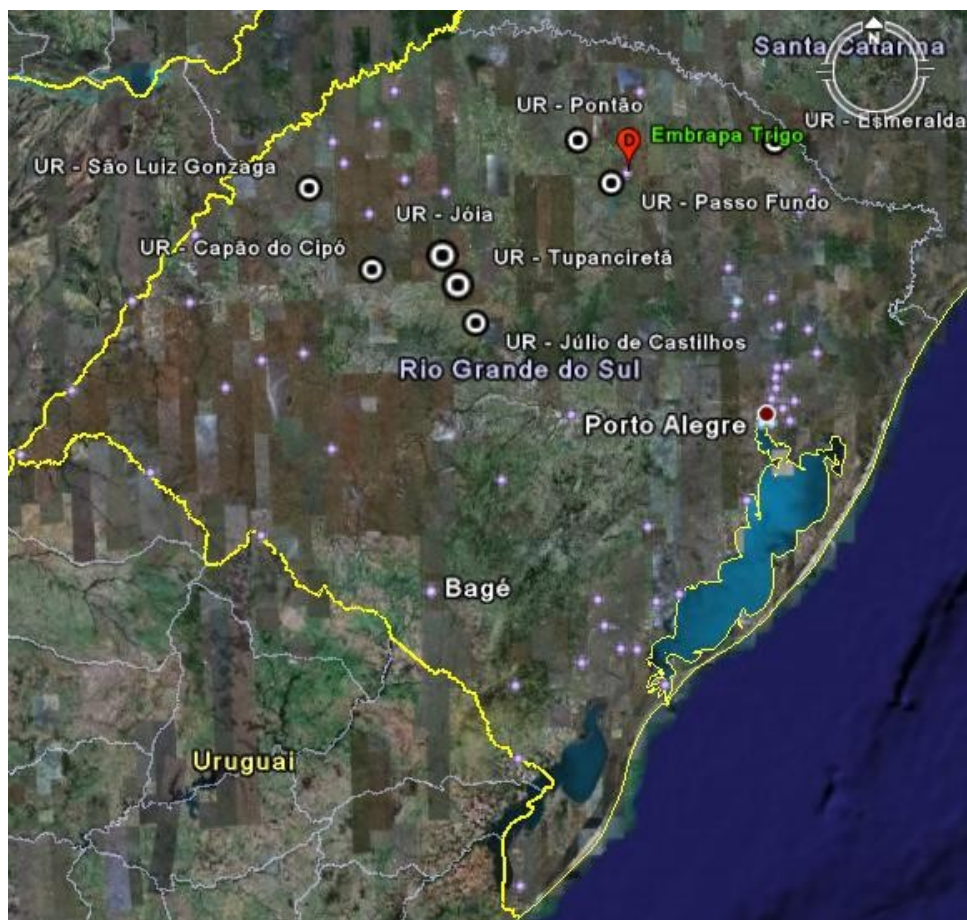 N
Santa Catarina
UR - Pontão
UR - Esmeralda
D
Embrapa Trigo
UR - São Luiz Gonzaga
UR - Passo Fundo
UR - Jóia
UR - Capão do Cipó
UR - Tupanciretã
UR - Júlio de Castilhos
Rio Grande do Sul
Porto Alegre
Bagé
Uruguai